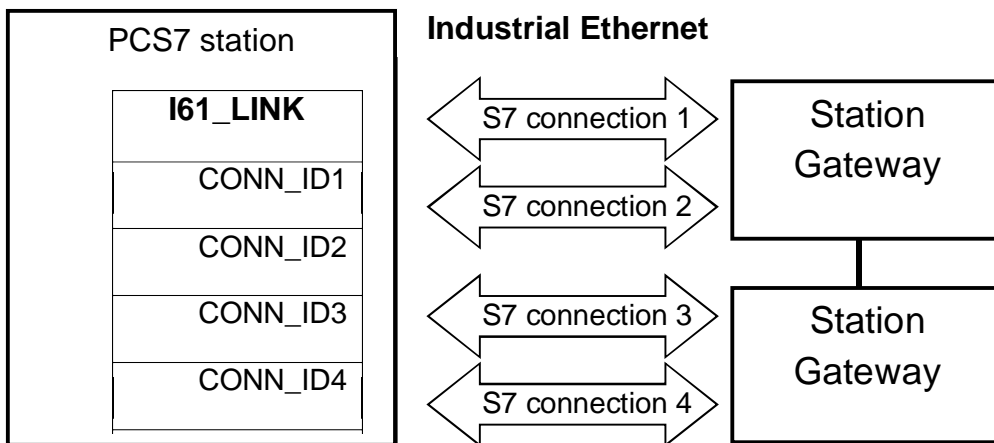 PCS7 station
Industrial Ethernet
I61_LINK
CONN_ID1
CONN_ID2
CONN_ID3
CONN_ID4
S7 connection 1
S7 connection 2
S7 connection 3
S7 connection 4
Station
Gateway
Station
Gateway